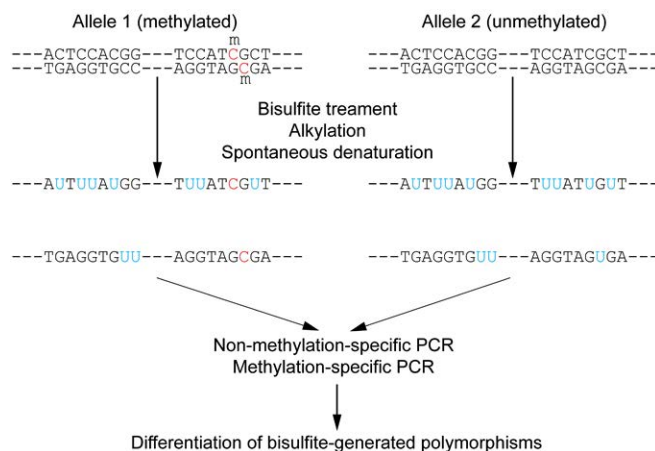 Allele 1 (methylated) Allele 2 (unmethylated)
m
---ACTCCACGG---TCCATCGCT--- ---ACTCCACGG---TCCATCGCT---
---TGAGGTGCC---AGGTAGCGA--- ---TGAGGTGCC---AGGTAGCGA---
m
Bisulfite treament
Alkylation
Spontaneous denaturation
---AUTUUAUGG---TUUATCGUT--- ---AUTUUAUGG---TUUATUGUT---
---TGAGGTGUU---AGGTAGCGA--- ---TGAGGTGUU---AGGTAGUGA---
Non-methylation-specific PCR
Methylation-specific PCR
Differentiation of bisulfite-generated polymorphisms